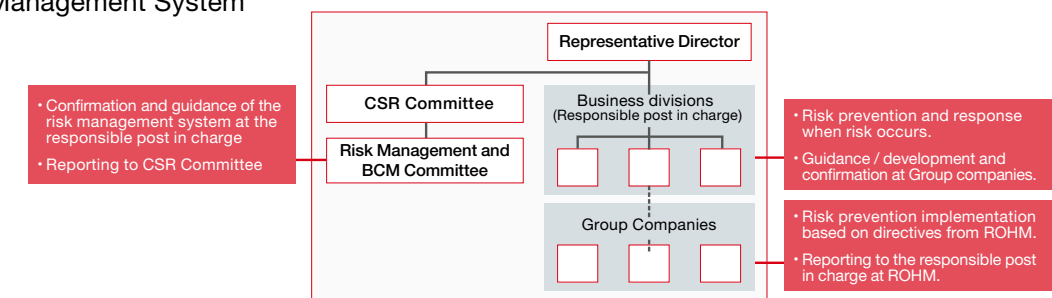 Management System
Representative Director
CSR Committee
Risk Management and
BCM Committee
Business divisions
(Responsible post in charge)
Group Companies
・Confirmation and guidance of the
risk management system at the
responsible post in charge
・Reporting to CSR Committee
・Risk prevention and response
when risk occurs.
・Guidance / development and
confirmation at Group companies.
・Risk prevention implementation
based on directives from ROHM.
・Reporting to the responsible post
in charge at ROHM.